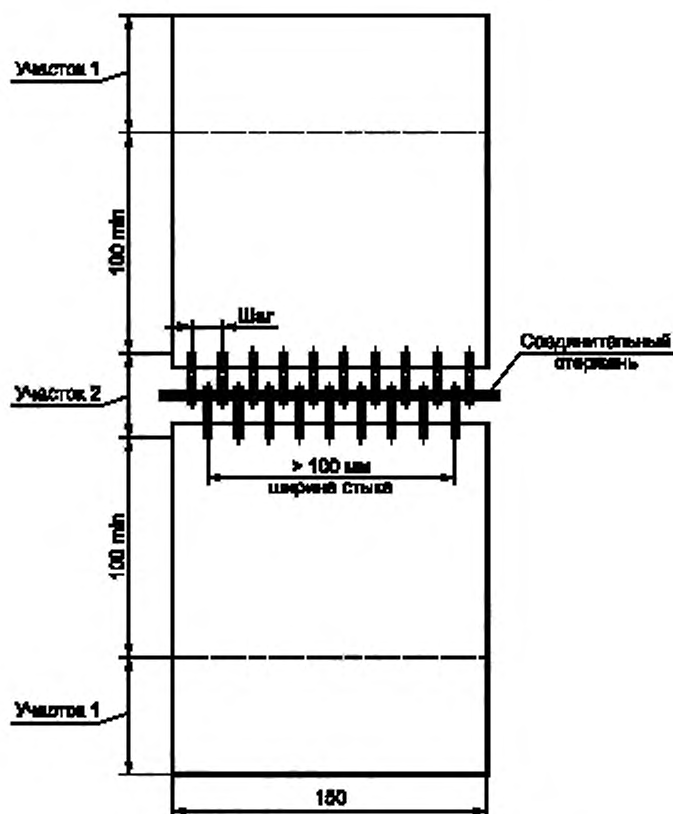 Участок 1
100 min
Шаг
Соединительный
стержень
Участок 2
> 100 мм
ширина стыка
100 min
Участок 1
150